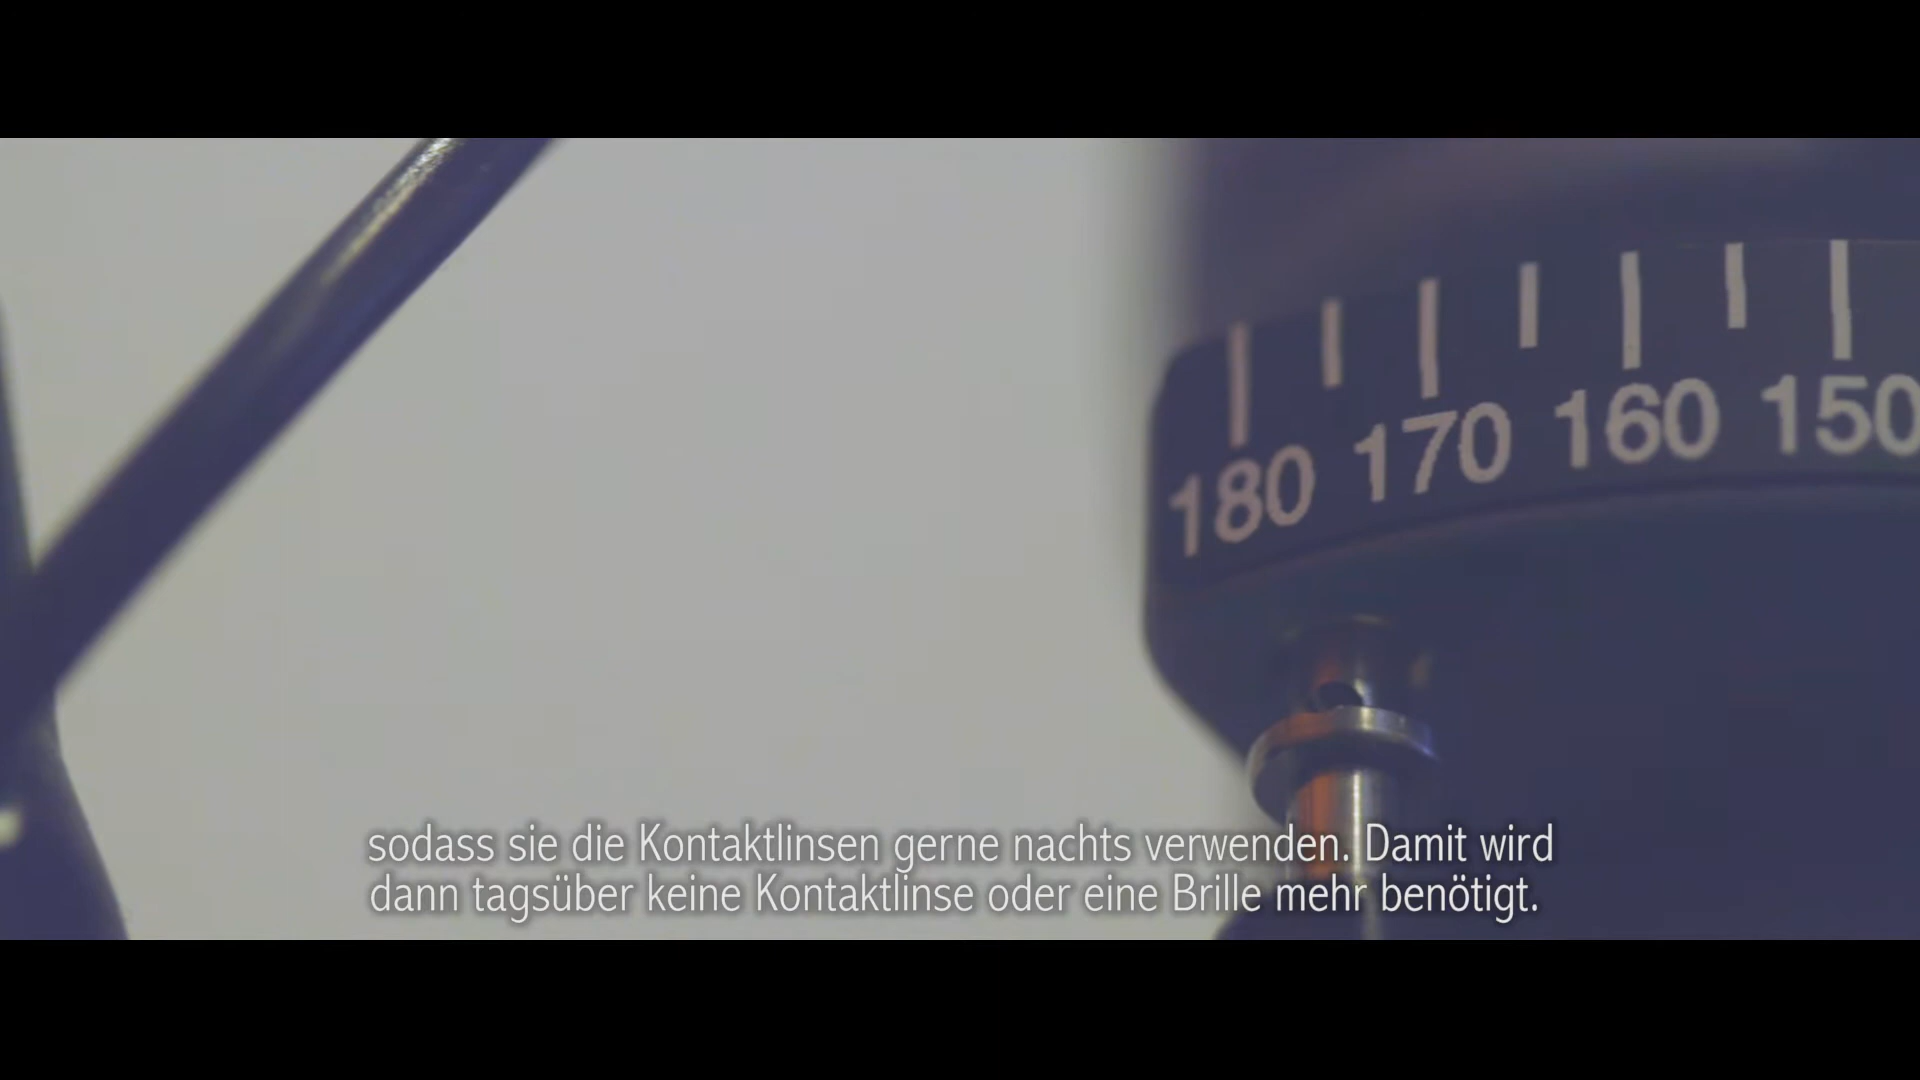 180 170 160 150
sodass sie die Kontaktlinsen gerne nachts verwenden. Damit wird
dann tagsüber keine Kontaktlinse oder eine Brille mehr benötigt.